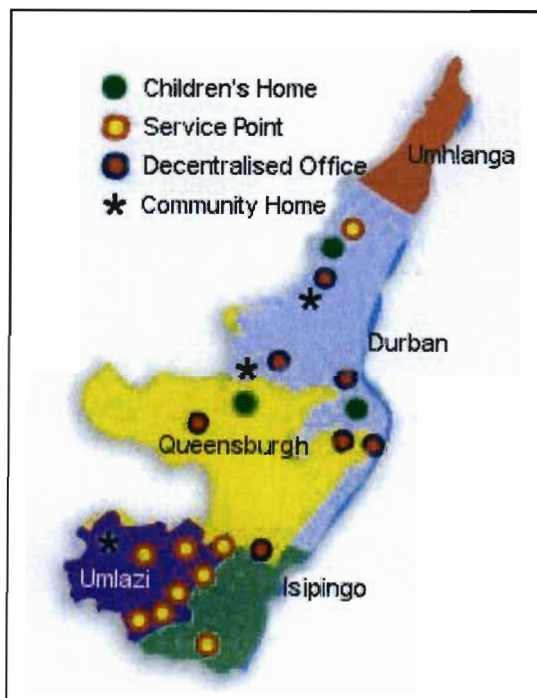 Children's Home
Service Point
Decentralised Office
Community Home
Umhlanga
Durban
Queensburgh
Umlazi
Isipingo